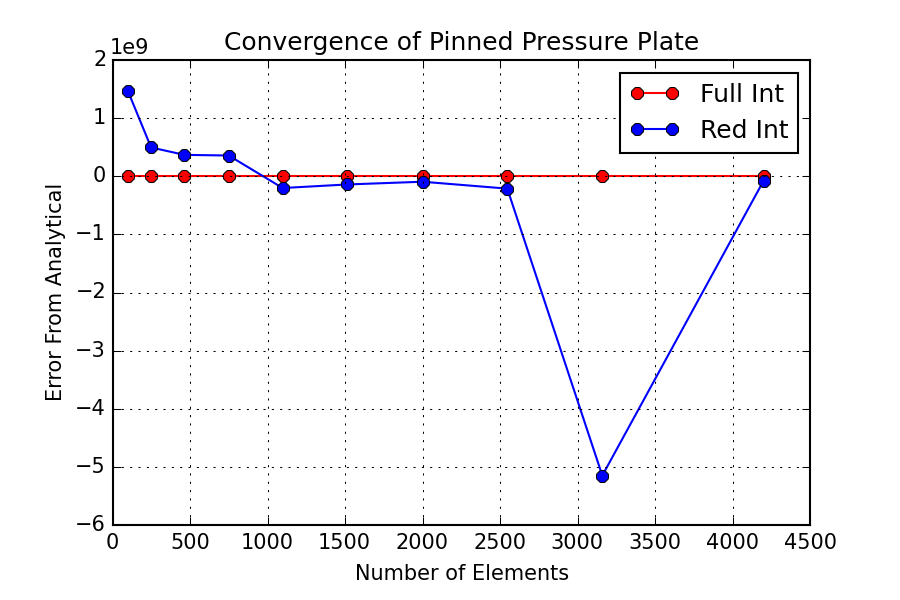 Convergence of Pinned Pressure Plate
1e9
Full Int
Red Int
2
1
0
−1
−2
−3
−4
−5
−6
Error From Analytical
0 500 1000 1500 2000 2500 3000 3500 4000 4500
Number of Elements